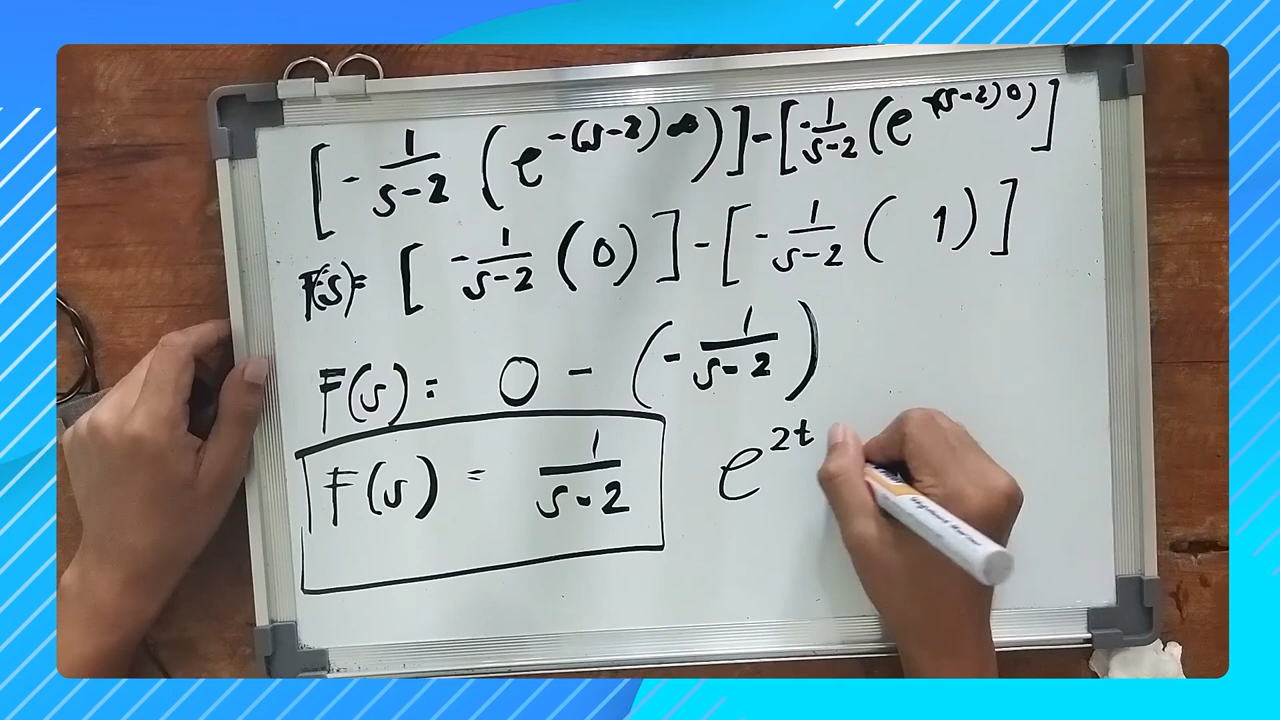 [- 1/s-2 (e^-(s-2)∞)] - [- 1/s-2 (e^-(s-2)0)]
F(s)= [ - 1/s-2 (0) ] - [ - 1/s-2 ( 1) ]
F(s) = 0 - (- 1/s-2)
F(s) = 1/s-2 e^2t